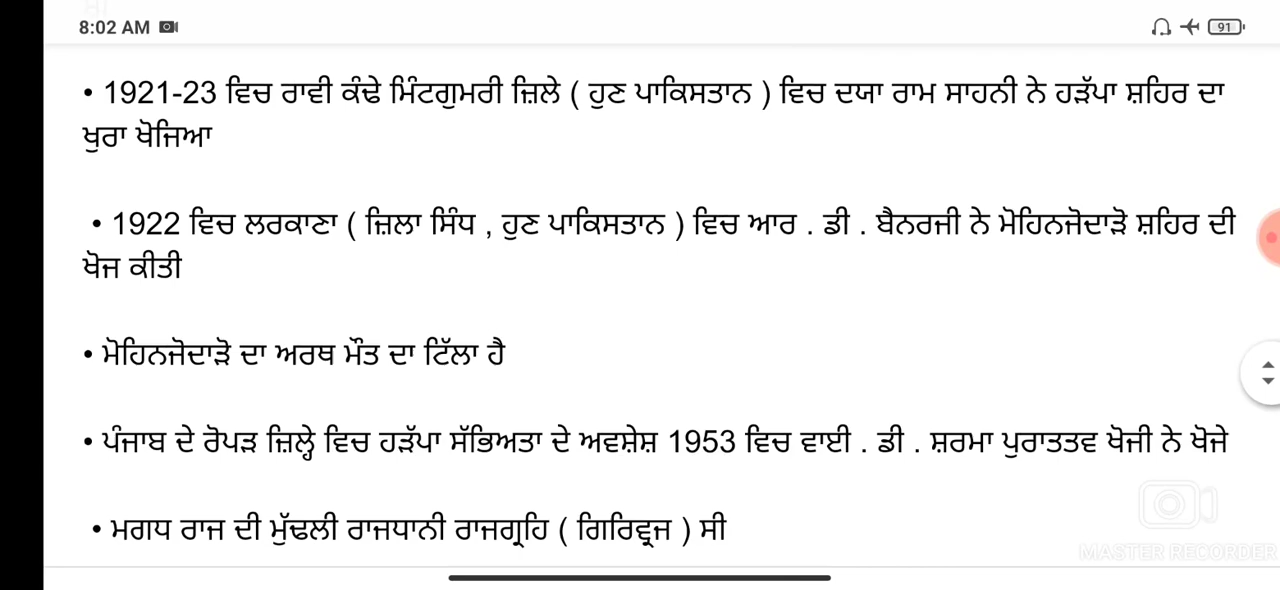 8:02 AM
91
• 1921-23 ਵਿਚ ਰਾਵੀ ਕੰਢੇ ਮਿੰਟਗੁਮਰੀ ਜ਼ਿਲੇ ( ਹੁਣ ਪਾਕਿਸਤਾਨ ) ਵਿਚ ਦਯਾ ਰਾਮ ਸਾਹਨੀ ਨੇ ਹੜੱਪਾ ਸ਼ਹਿਰ ਦਾ
ਖੁਰਾ ਖੋਜਿਆ
• 1922 ਵਿਚ ਲਰਕਾਣਾ ( ਜ਼ਿਲਾ ਸਿੰਧ , ਹੁਣ ਪਾਕਿਸਤਾਨ ) ਵਿਚ ਆਰ . ਡੀ . ਬੈਨਰਜੀ ਨੇ ਮੋਹਿਨਜੋਦਾੜੋ ਸ਼ਹਿਰ ਦੀ
ਖੋਜ ਕੀਤੀ
• ਮੋਹਿਨਜੋਦਾੜੋ ਦਾ ਅਰਥ ਮੌਤ ਦਾ ਟਿੱਲਾ ਹੈ
• ਪੰਜਾਬ ਦੇ ਰੋਪੜ ਜ਼ਿਲ੍ਹੇ ਵਿਚ ਹੜੱਪਾ ਸੱਭਿਅਤਾ ਦੇ ਅਵਸ਼ੇਸ਼ 1953 ਵਿਚ ਵਾਈ . ਡੀ . ਸ਼ਰਮਾ ਪੁਰਾਤਤਵ ਖੋਜੀ ਨੇ ਖੋਜੇ
• ਮਗਧ ਰਾਜ ਦੀ ਮੁੱਢਲੀ ਰਾਜਧਾਨੀ ਰਾਜਗ੍ਰਹਿ ( ਗਿਰਿਵ੍ਰਜ ) ਸੀ
MASTER RECORDER